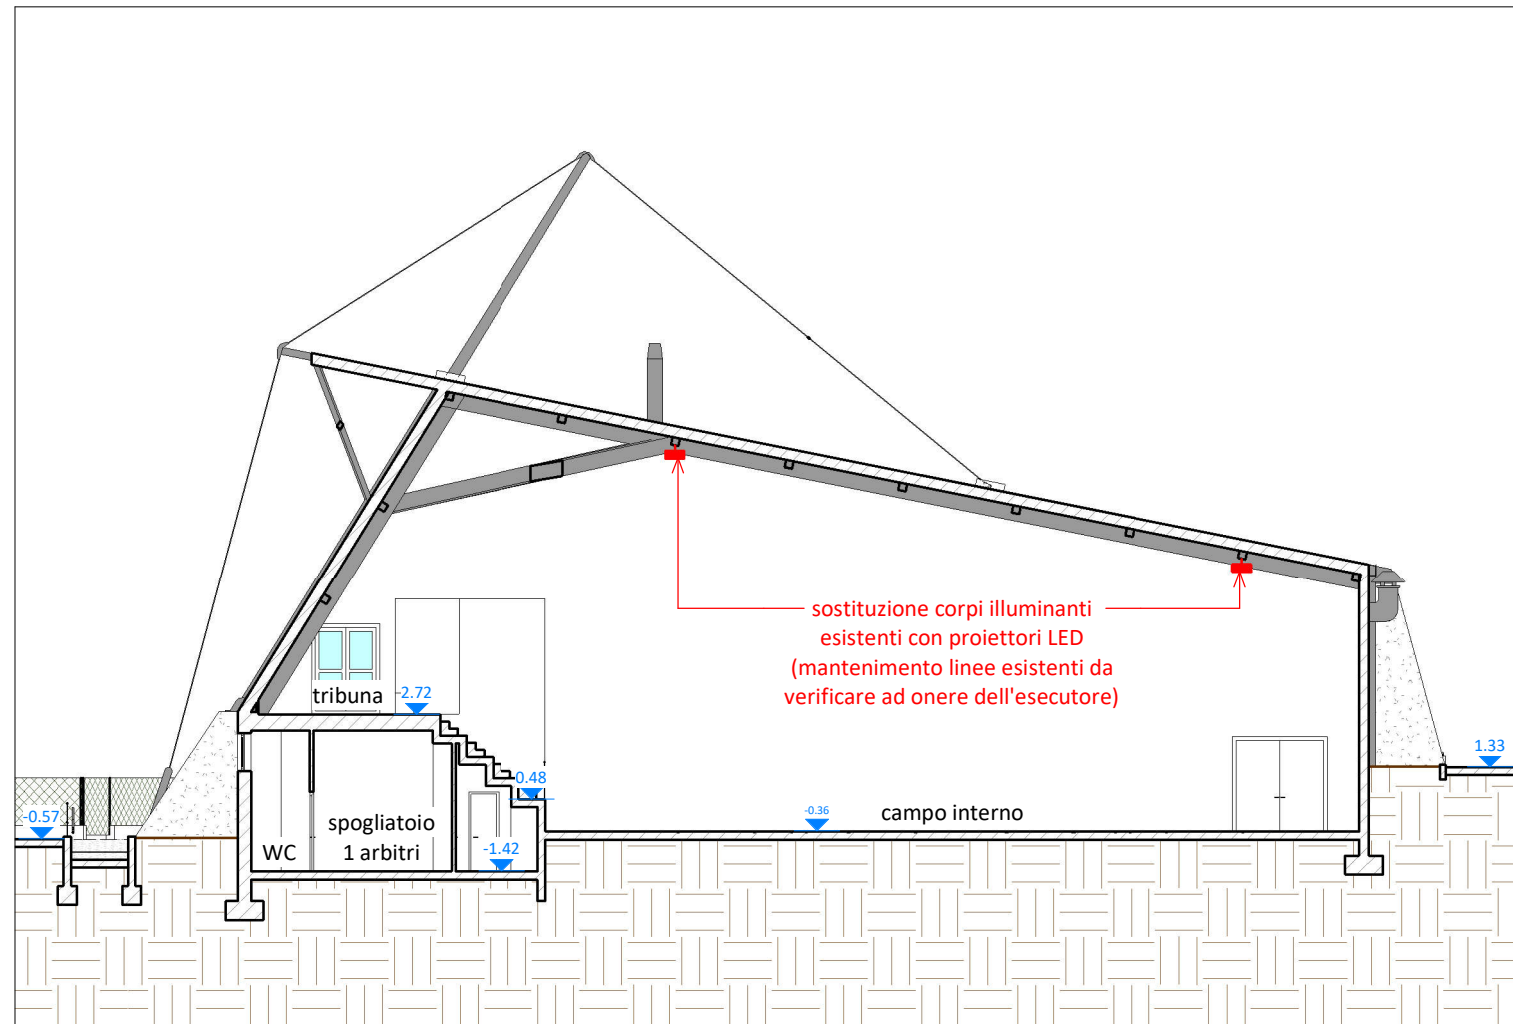 sostituzione corpi illuminanti
esistenti con proiettori LED
(mantenimento linee esistenti da
verificare ad onere dell'esecutore)
tribuna
2.72
1.33
0.48
-0.57
-0.36
campo interno
spogliatoio
1 arbitri
WC
-1.42